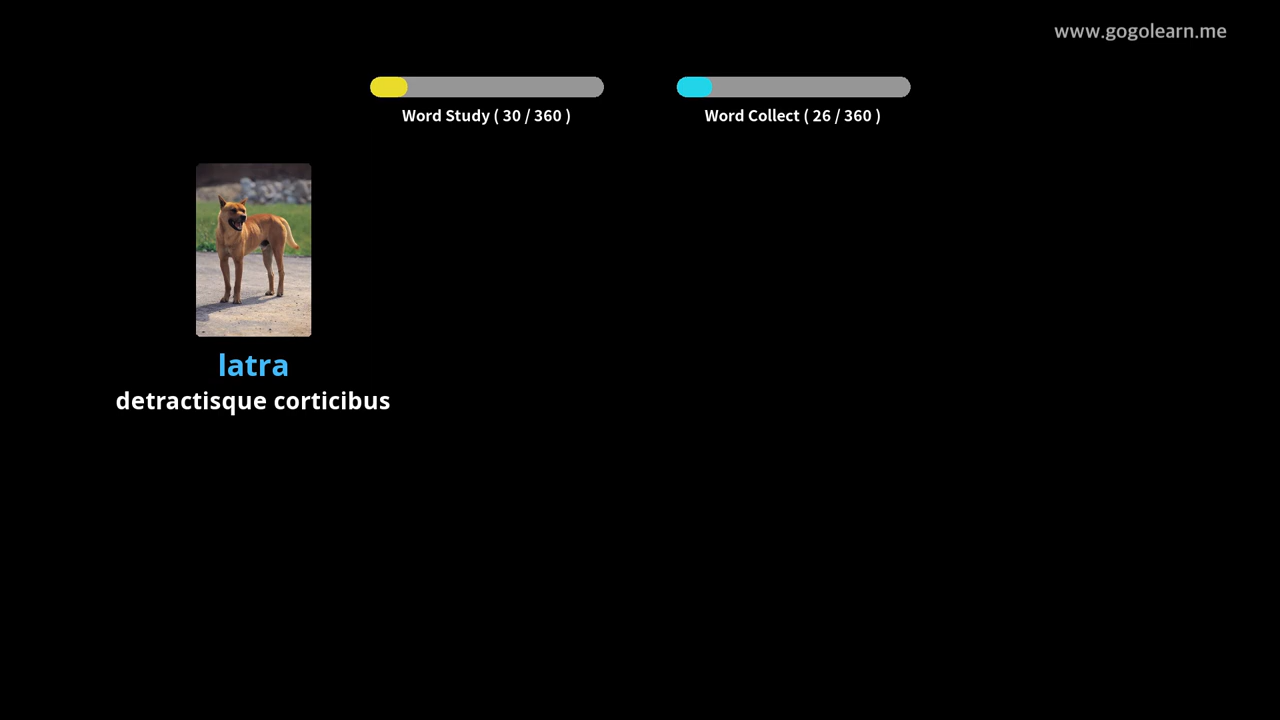 www.gogolearn.me
Word Study ( 30 / 360 )
Word Collect ( 26 / 360 )
latra
detractisque corticibus